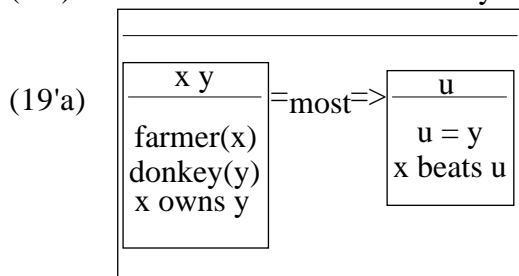 (19'a)
x y
farmer(x)
donkey(y)
x owns y
=most=>
u
u = y
x beats u